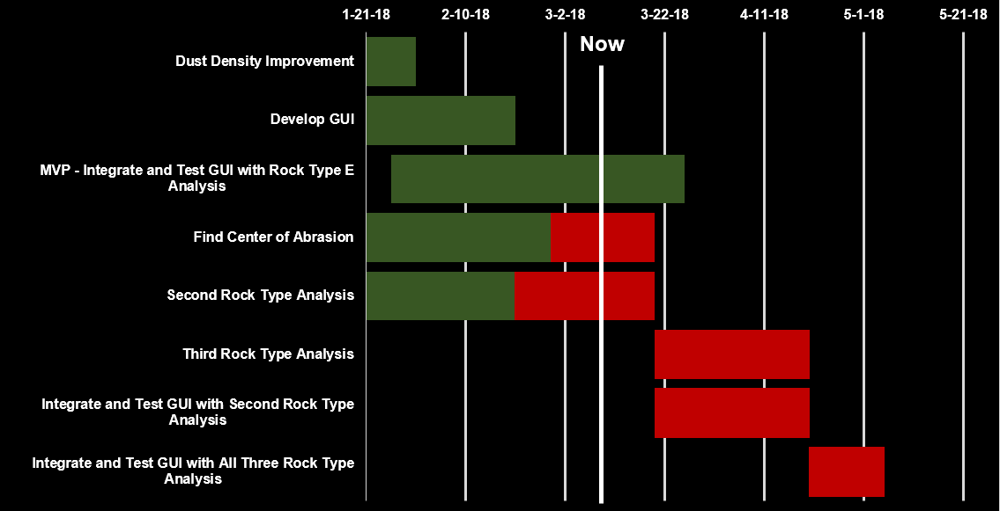 1-21-18 2-10-18 3-2-18 3-22-18 4-11-18 5-1-18 5-21-18
Now
Dust Density Improvement
Develop GUI
MVP - Integrate and Test GUI with Rock Type E
Analysis
Find Center of Abrasion
Second Rock Type Analysis
Third Rock Type Analysis
Integrate and Test GUI with Second Rock Type
Analysis
Integrate and Test GUI with All Three Rock Type
Analysis